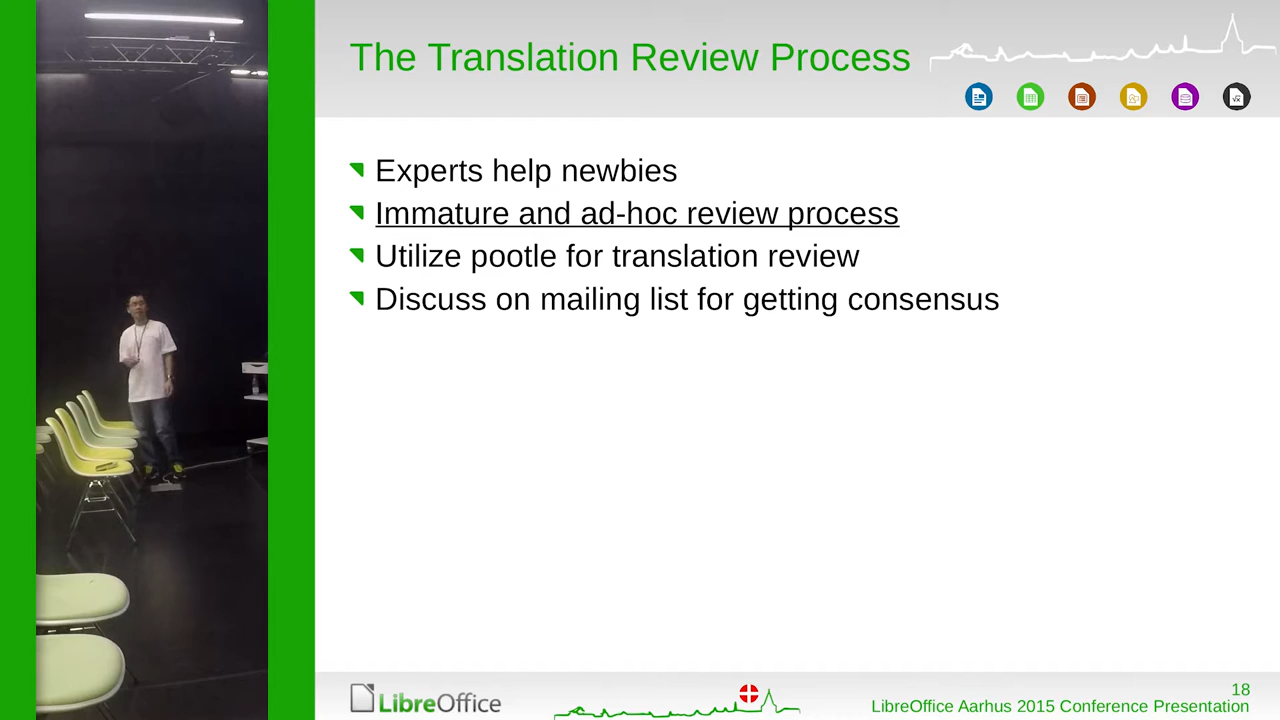 The Translation Review Process
Experts help newbies
Immature and ad-hoc review process
Utilize pootle for translation review
Discuss on mailing list for getting consensus
LibreOffice
18
LibreOffice Aarhus 2015 Conference Presentation